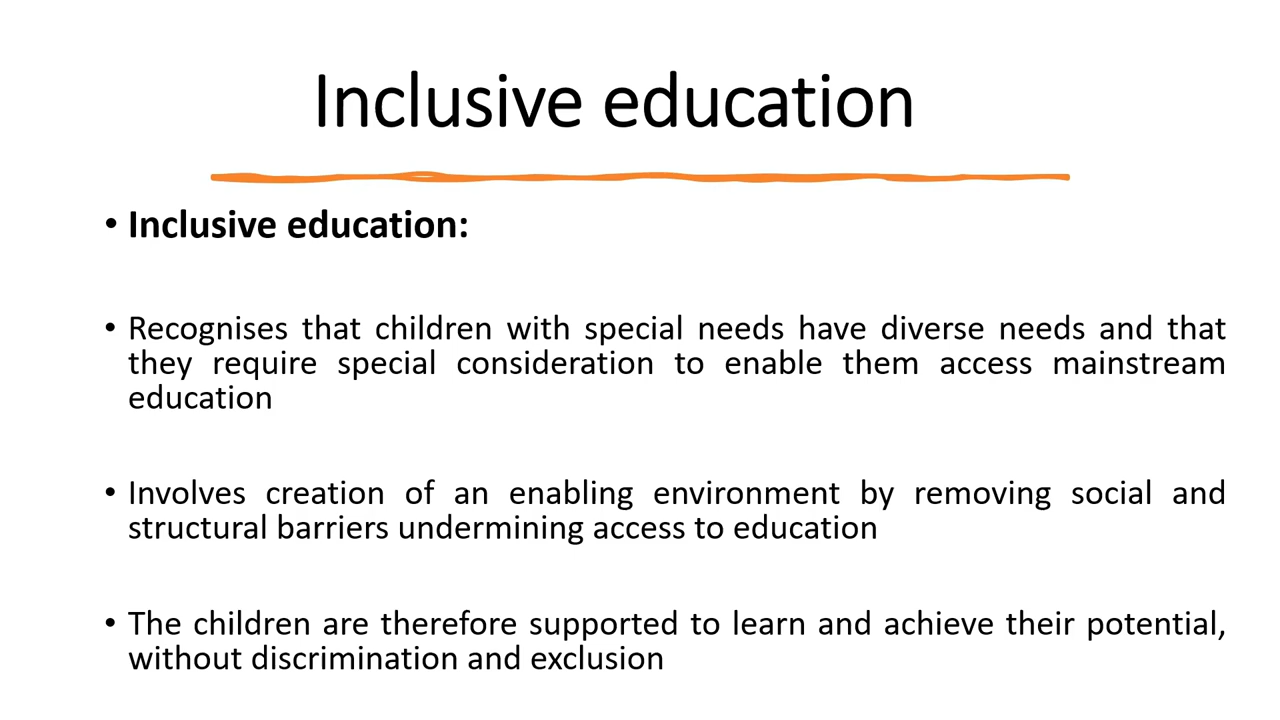 Inclusive education
• Inclusive education:
• Recognises that children with special needs have diverse needs and that
they require special consideration to enable them access mainstream
education
• Involves creation of an enabling environment by removing social and
structural barriers undermining access to education
• The children are therefore supported to learn and achieve their potential,
without discrimination and exclusion